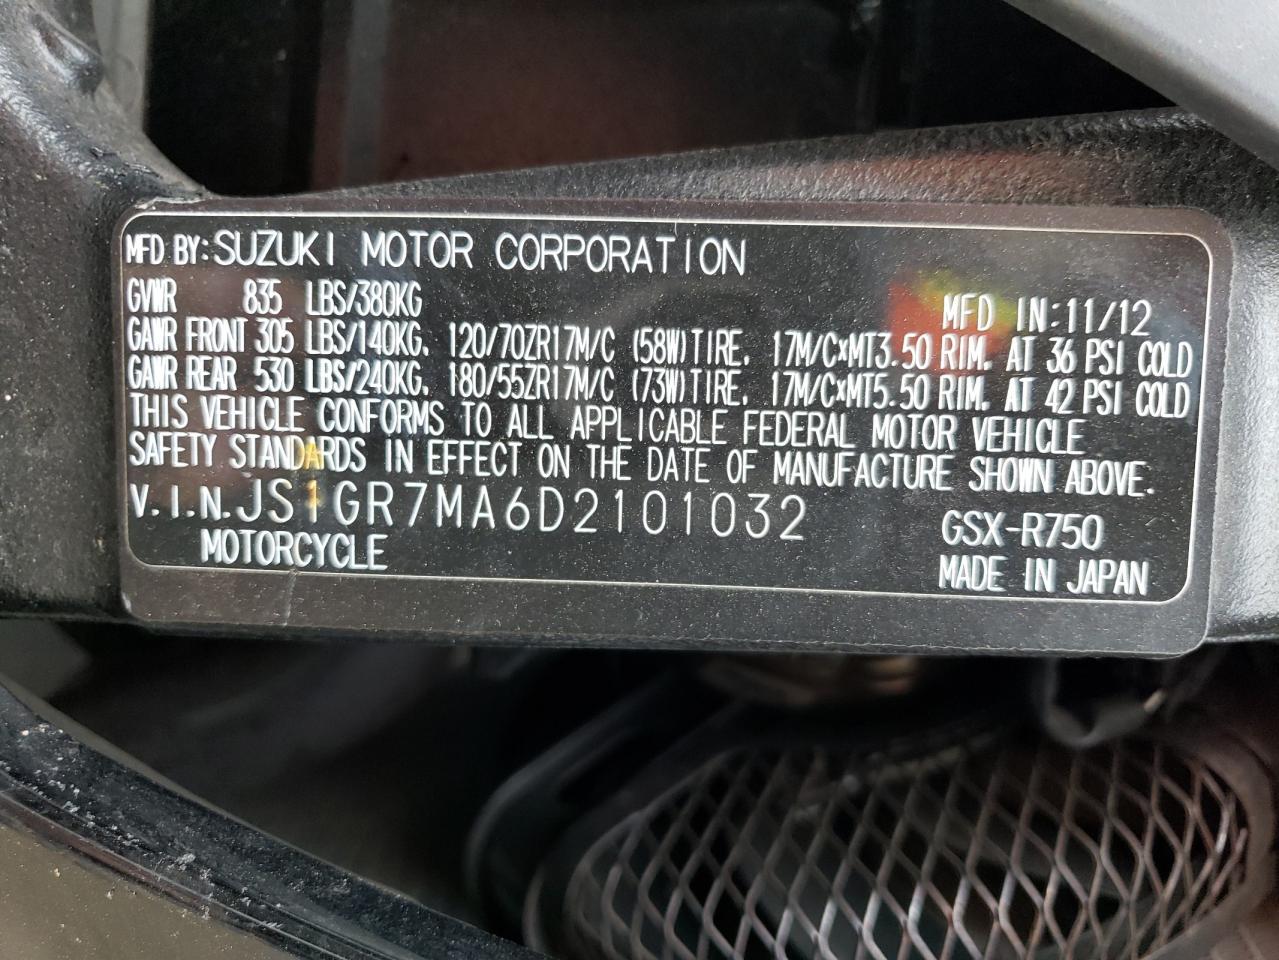 MFD BY:SUZUKI MOTOR CORPORATION
GVWR 835 LBS/380KG MFD IN:11/12
GAWR FRONT 305 LBS/140KG. 120/70ZR17M/C (58W)TIRE. 17M/C×MT3.50 RIM. AT 36 PSI COLD
GAWR REAR 530 LBS/240KG. 180/55ZR17M/C (73W)TIRE. 17M/C×MT5.50 RIM. AT 42 PSI COLD
THIS VEHICLE CONFORMS TO ALL APPLICABLE FEDERAL MOTOR VEHICLE
SAFETY STANDARDS IN EFFECT ON THE DATE OF MANUFACTURE SHOWN ABOVE.
V.I.N.JS1GR7MA6D2101032 GSX-R750
MOTORCYCLE MADE IN JAPAN